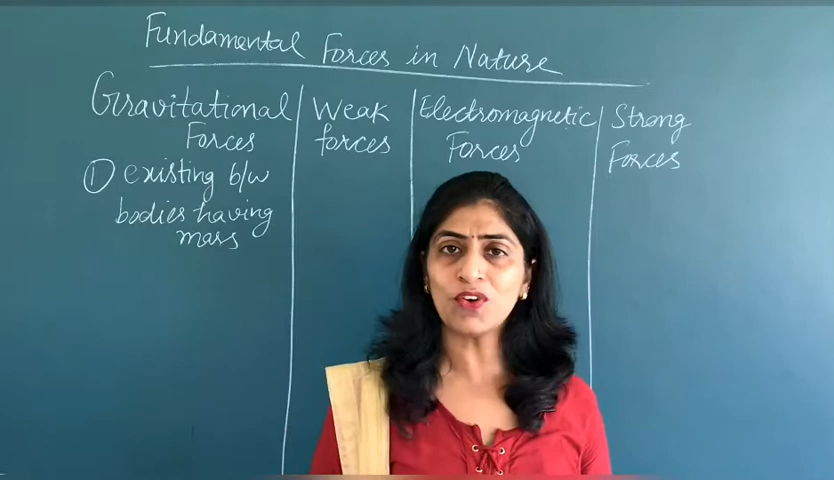 Fundamental Forces in Nature
Gravitational
Forces
Weak
forces
Electromagnetic
Forces
Strong
Forces
① existing b/w
bodies having
mass